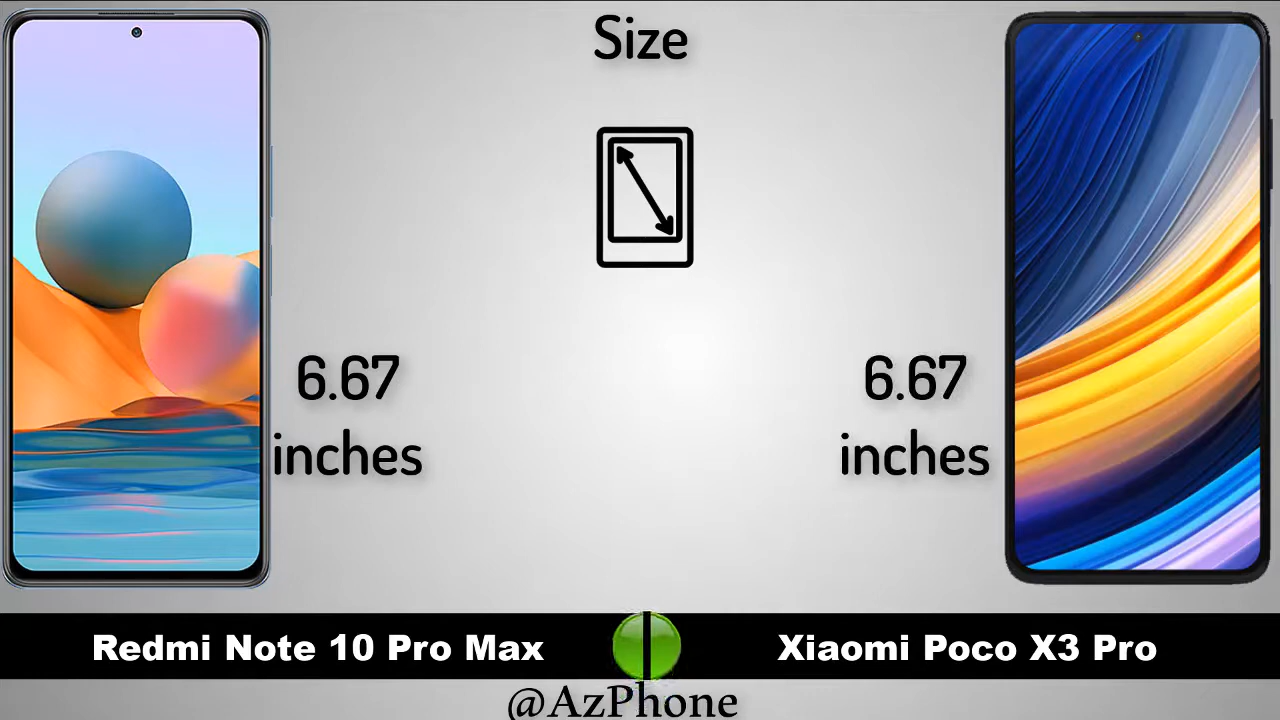 Size
6.67
inches
6.67
inches
Redmi Note 10 Pro Max
Xiaomi Poco X3 Pro
@AzPhone